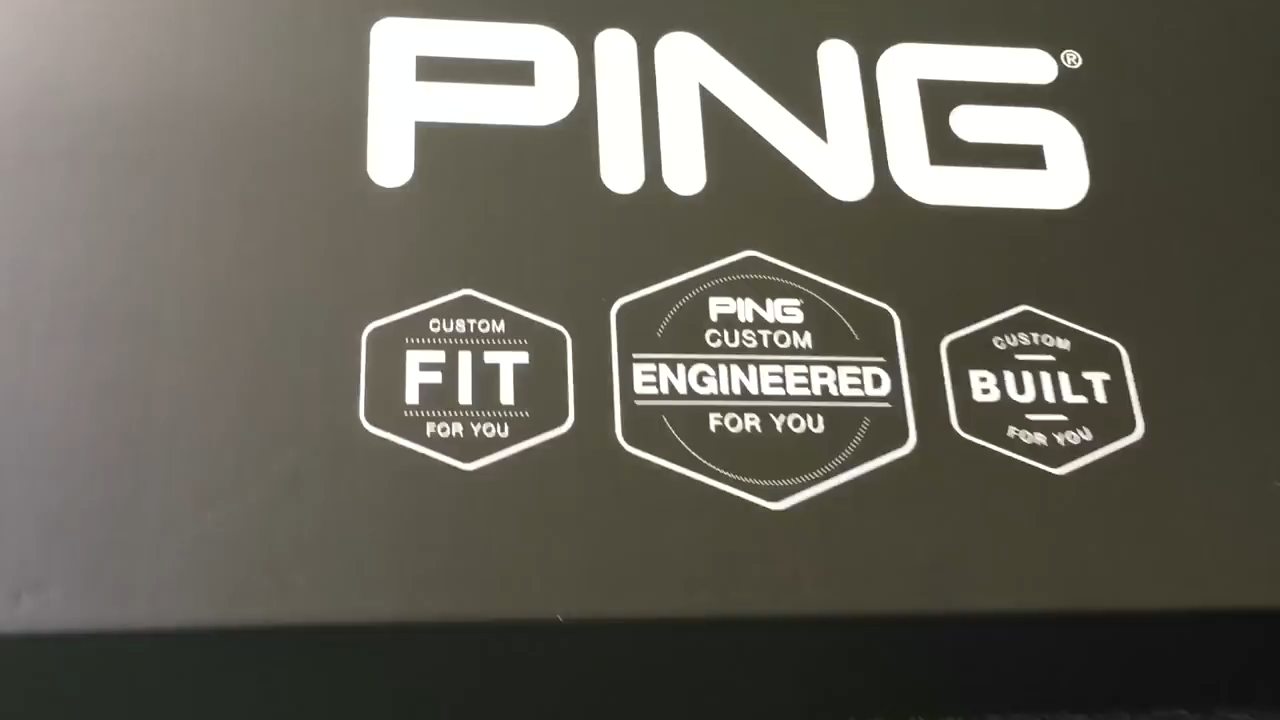 PING®
CUSTOM
FIT
FOR YOU
PING
CUSTOM
ENGINEERED
FOR YOU
CUSTOM
BUILT
FOR YOU